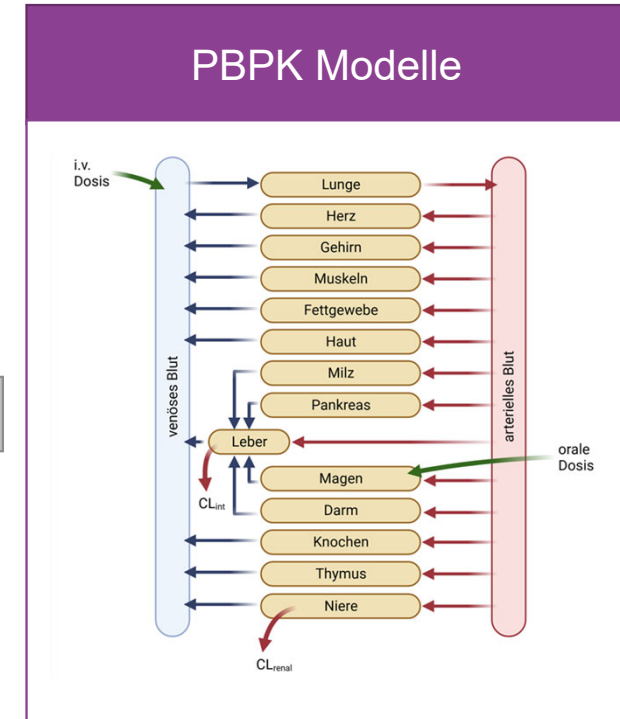 PBPK Modelle
i.v.
Dosis
Lunge
Herz
Gehirn
Muskeln
Fettgewebe
Haut
Milz
Pankreas
venöses Blut
arterielles Blut
Leber
orale
Dosis
Magen
CLint
Darm
Knochen
Thymus
Niere
CLrenal